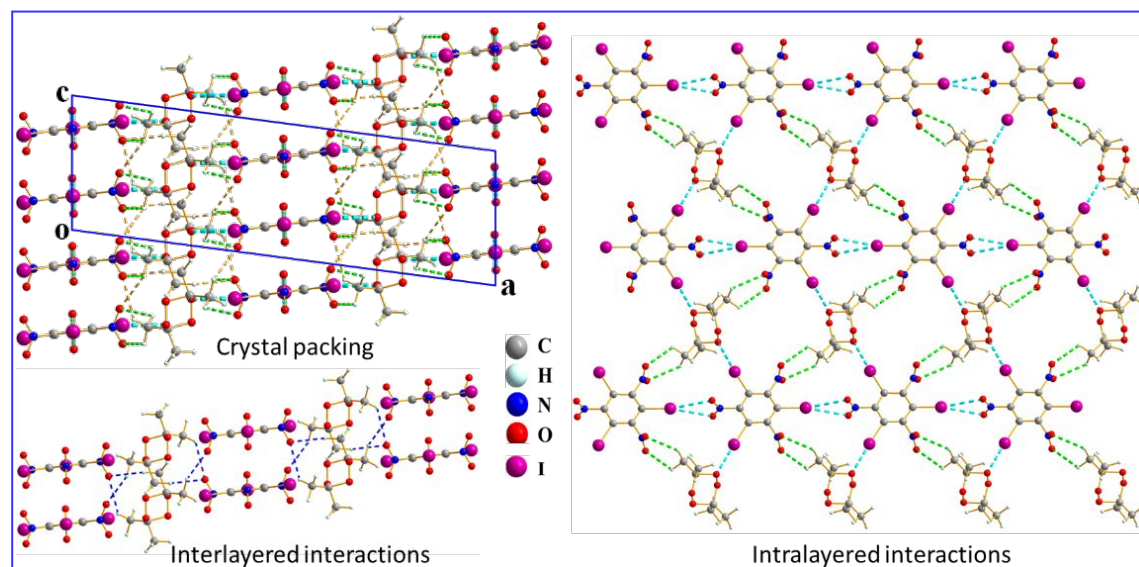 c
o
a
Crystal packing
C
H
N
O
I
Interlayered interactions
Intralayered interactions